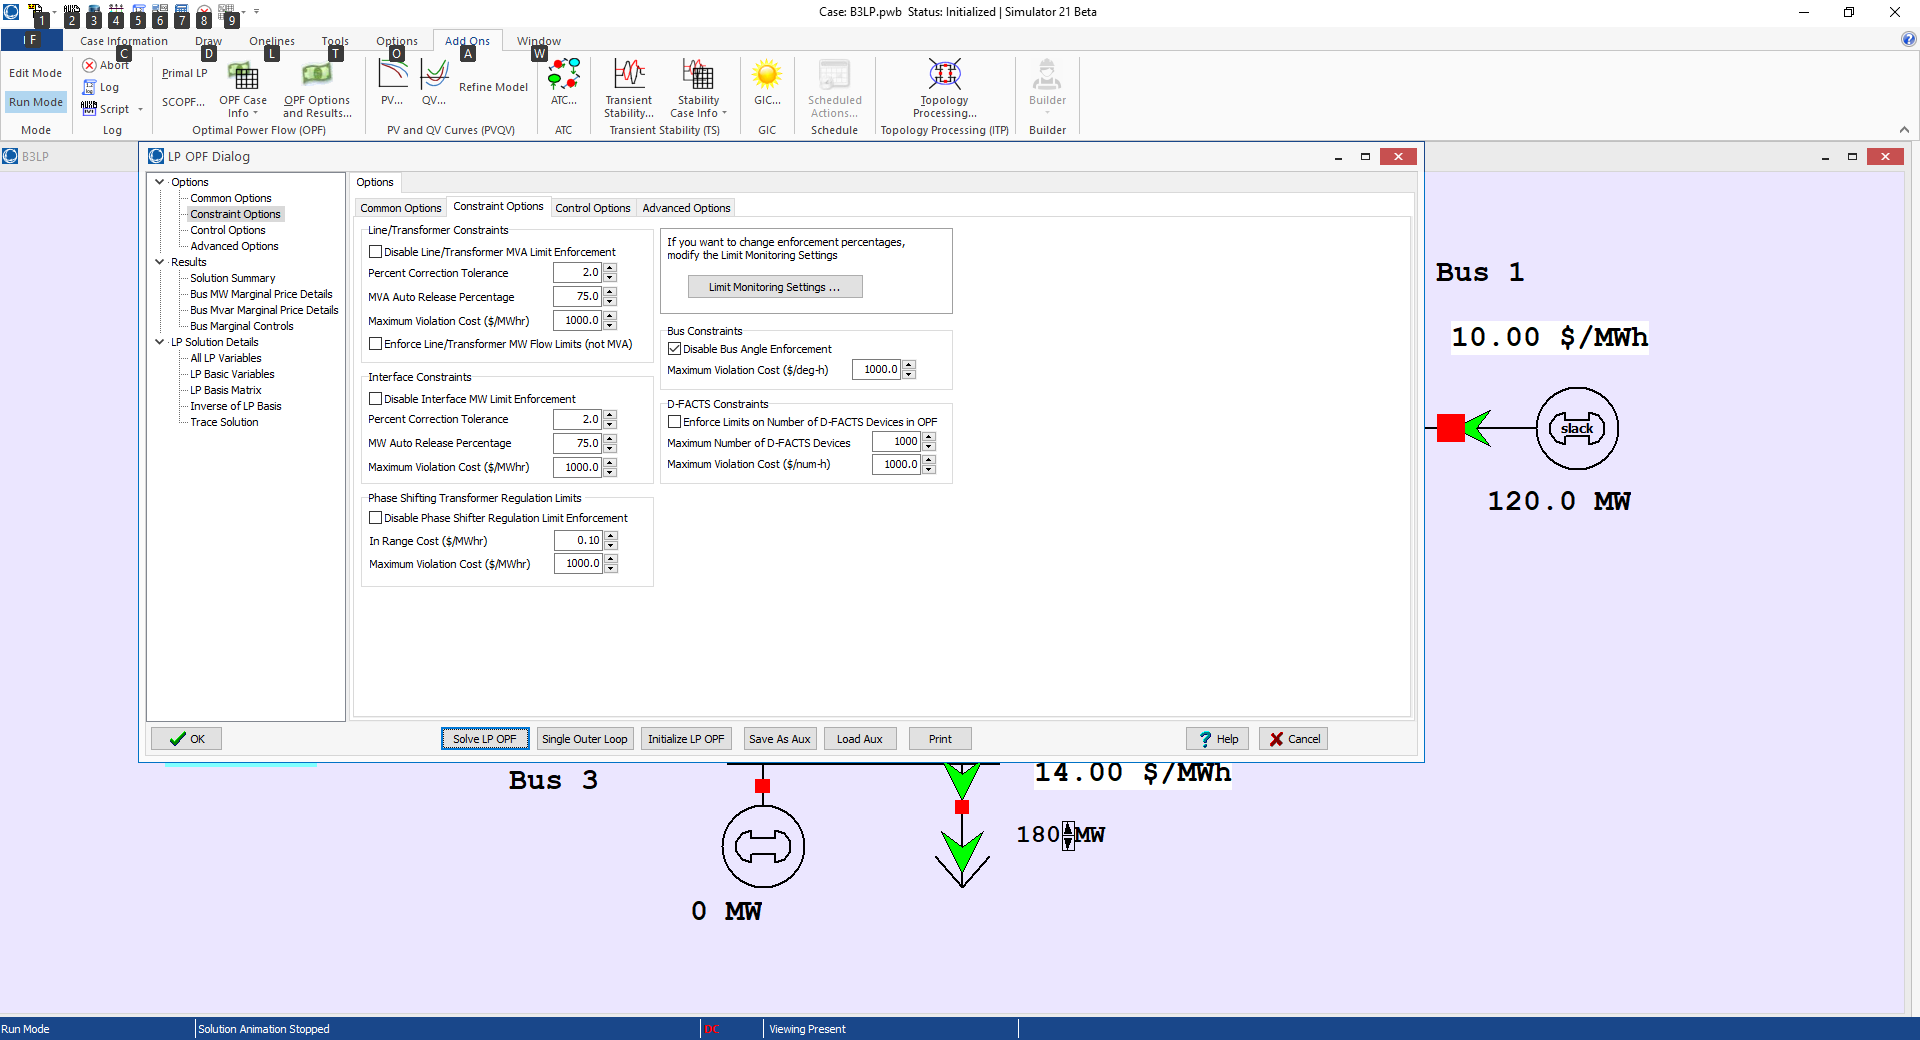 1 2 3 4 5 6 7 8 9
Case: B3LP.pwb Status: Initialized | Simulator 21 Beta
F
Case Information
Draw
Onelines
Tools
Options
Add Ons
Window
C D L T O A W
Edit Mode
Run Mode
Mode
Abort
Log
Script
Log
Primal LP
SCOPF...
OPF Case
Info
OPF Options
and Results...
Optimal Power Flow (OPF)
PV...
QV...
Refine Model
PV and QV Curves (PVQV)
ATC...
ATC
Transient
Stability...
Stability
Case Info
Transient Stability (TS)
GIC...
GIC
Scheduled
Actions...
Schedule
Topology
Processing...
Topology Processing (ITP)
Builder
Builder
B3LP
LP OPF Dialog
Options
Common Options
Constraint Options
Control Options
Advanced Options
Results
Solution Summary
Bus MW Marginal Price Details
Bus Mvar Marginal Price Details
Bus Marginal Controls
LP Solution Details
All LP Variables
LP Basic Variables
LP Basis Matrix
Inverse of LP Basis
Trace Solution
Options
Common Options
Constraint Options
Control Options
Advanced Options
Line/Transformer Constraints
Disable Line/Transformer MVA Limit Enforcement
Percent Correction Tolerance 2.0
MVA Auto Release Percentage 75.0
Maximum Violation Cost ($/MWhr) 1000.0
Enforce Line/Transformer MW Flow Limits (not MVA)
Interface Constraints
Disable Interface MW Limit Enforcement
Percent Correction Tolerance 2.0
MW Auto Release Percentage 75.0
Maximum Violation Cost ($/MWhr) 1000.0
Phase Shifting Transformer Regulation Limits
Disable Phase Shifter Regulation Limit Enforcement
In Range Cost ($/MWhr) 0.10
Maximum Violation Cost ($/MWhr) 1000.0
If you want to change enforcement percentages,
modify the Limit Monitoring Settings
Limit Monitoring Settings ...
Bus Constraints
Disable Bus Angle Enforcement
Maximum Violation Cost ($/deg-h) 1000.0
D-FACTS Constraints
Enforce Limits on Number of D-FACTS Devices in OPF
Maximum Number of D-FACTS Devices 1000
Maximum Violation Cost ($/num-h) 1000.0
OK
Solve LP OPF
Single Outer Loop
Initialize LP OPF
Save As Aux
Load Aux
Print
? Help
Cancel
Bus 1
10.00 $/MWh
slack
120.0 MW
Bus 3
14.00 $/MWh
180 MW
0 MW
Run Mode
Solution Animation Stopped
DC
Viewing Present